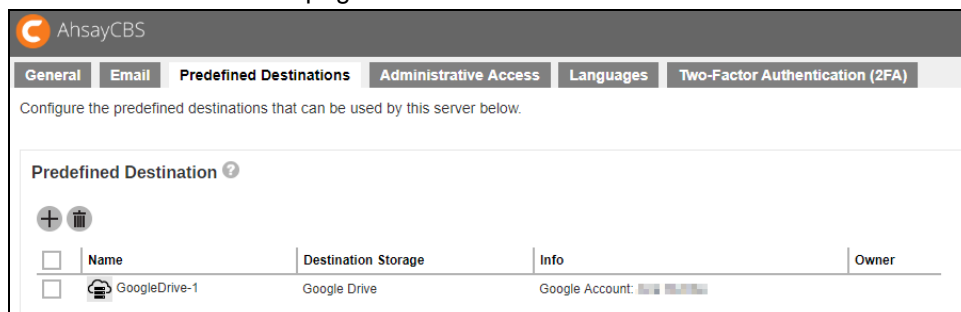 AhsayCBS
General Email Predefined Destinations Administrative Access Languages Two-Factor Authentication (2FA)
Configure the predefined destinations that can be used by this server below.
Predefined Destination ?
Name Destination Storage Info Owner
GoogleDrive-1 Google Drive Google Account: